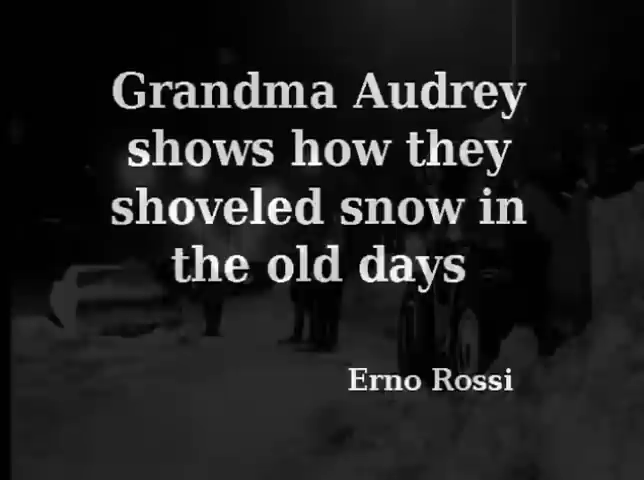 Grandma Audrey
shows how they
shoveled snow in
the old days
Erno Rossi